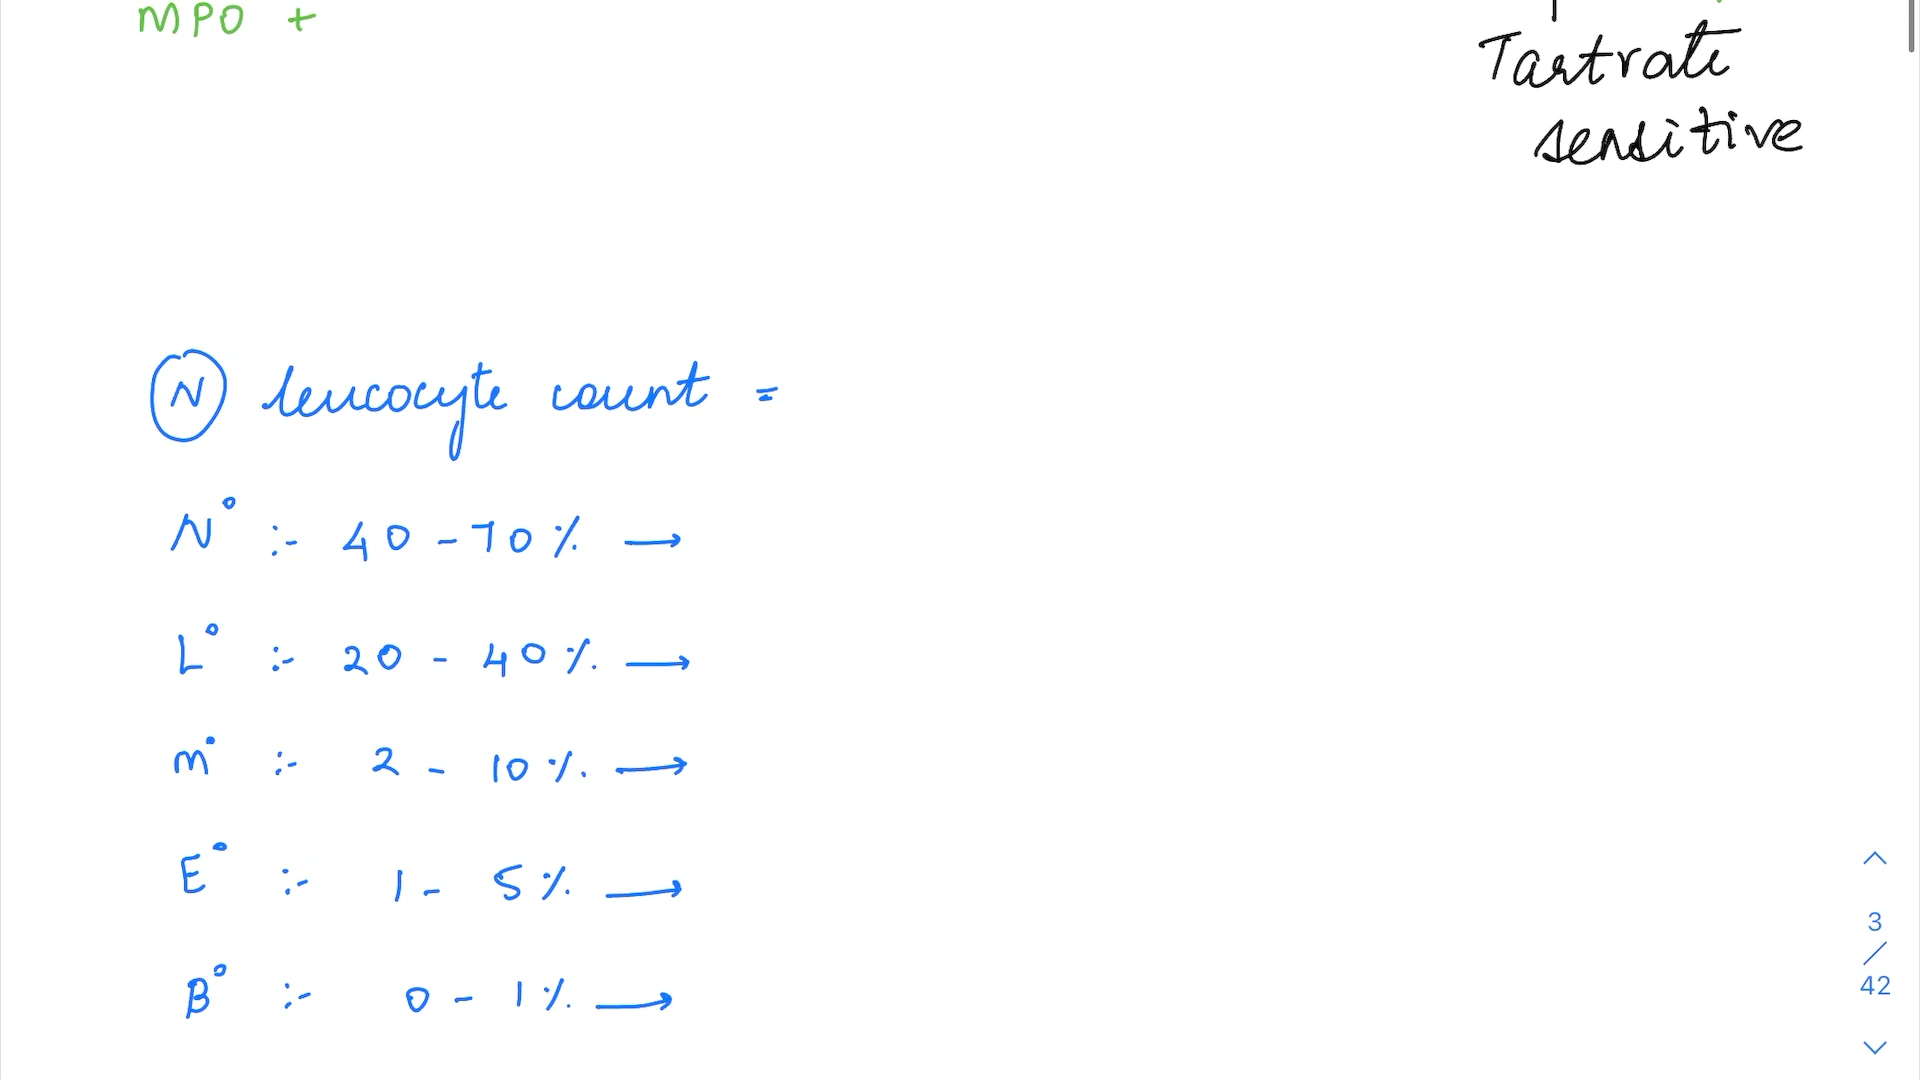 MPO +
Tartrate
sensitive
N leucocyte count =
N° :- 40 - 70 % →
L° :- 20 - 40 % →
m° :- 2 - 10 % →
E° :- 1 - 5 % →
B° :- 0 - 1 % →
3
/
42